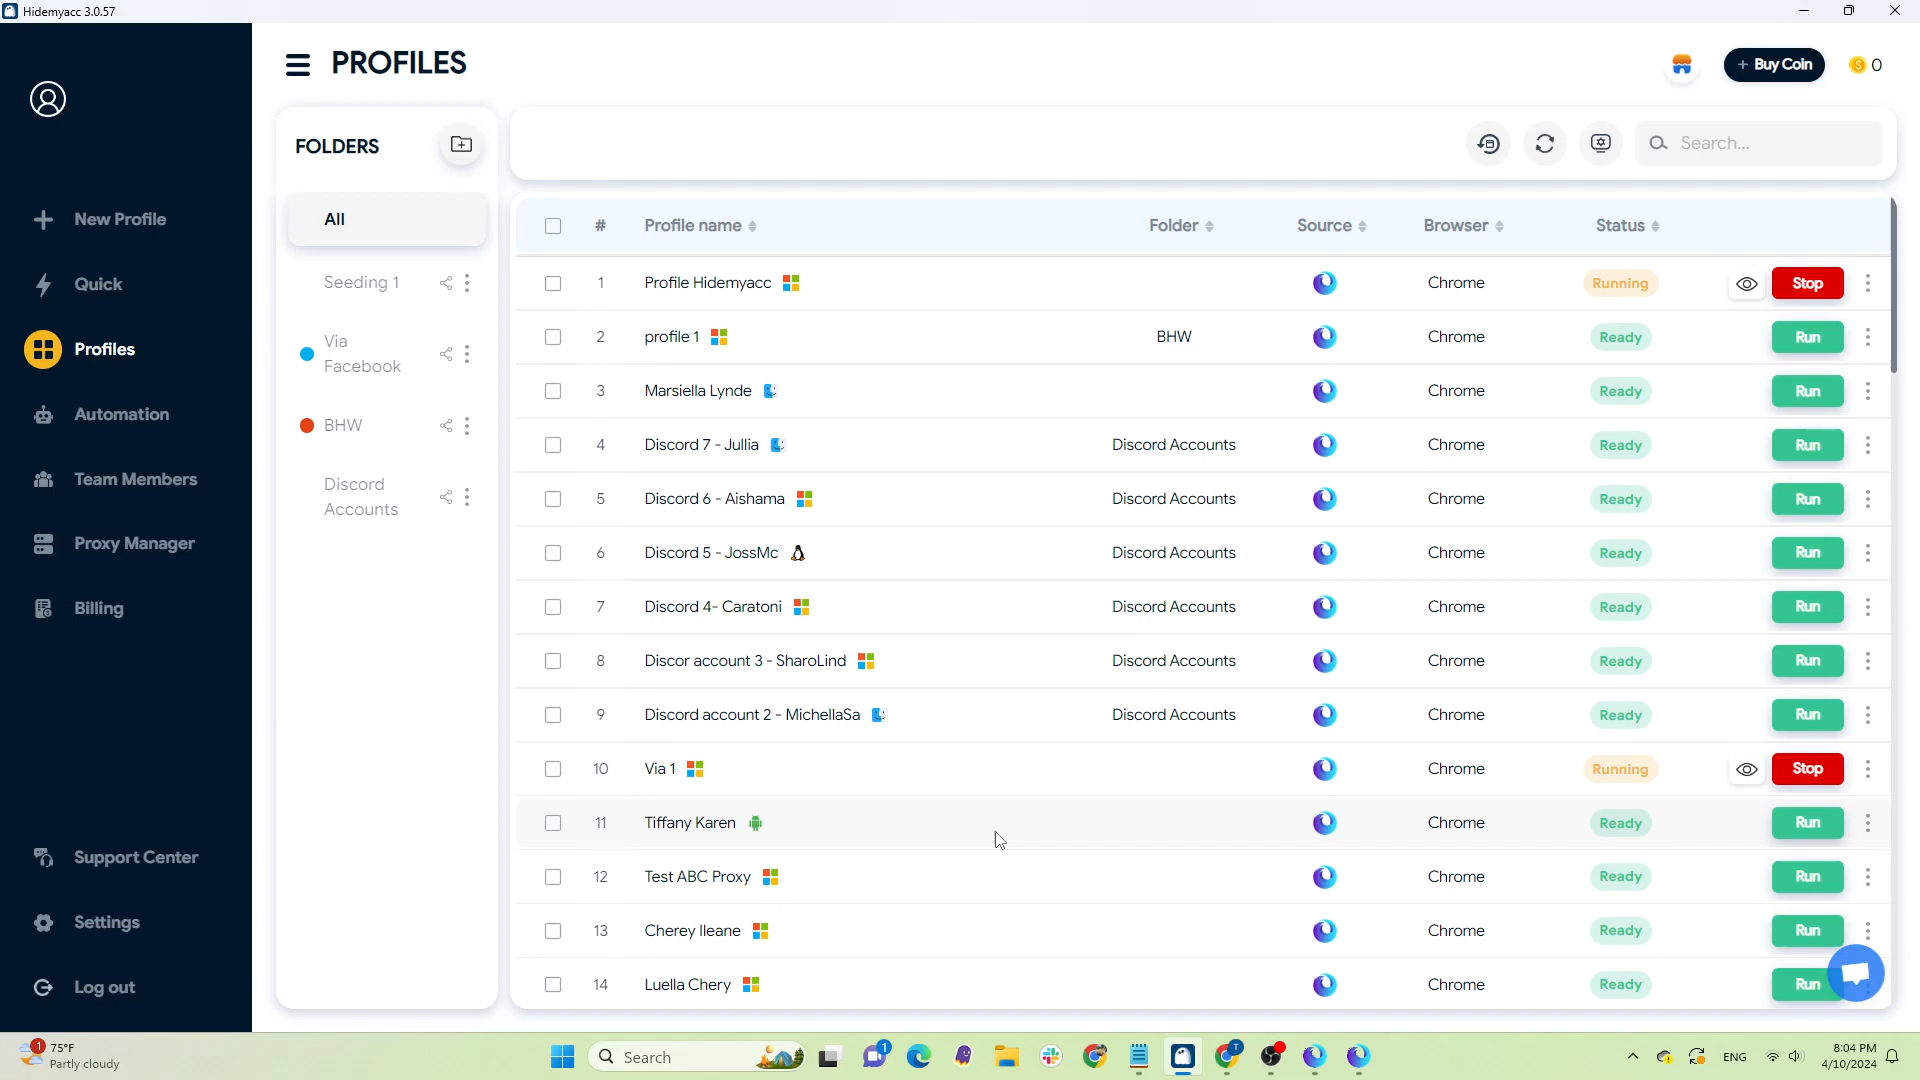 Hidemyacc 3.0.57
PROFILES
+ Buy Coin
0
New Profile
Quick
Profiles
Automation
Team Members
Proxy Manager
Billing
Support Center
Settings
Log out
FOLDERS
All
Seeding 1
Via
Facebook
BHW
Discord
Accounts
Search...
# Profile name Folder Source Browser Status
1 Profile Hidemyacc Chrome Running Stop
2 profile 1 BHW Chrome Ready Run
3 Marsiella Lynde Chrome Ready Run
4 Discord 7 - Jullia Discord Accounts Chrome Ready Run
5 Discord 6 - Aishama Discord Accounts Chrome Ready Run
6 Discord 5 - JossMc Discord Accounts Chrome Ready Run
7 Discord 4- Caratoni Discord Accounts Chrome Ready Run
8 Discor account 3 - SharoLind Discord Accounts Chrome Ready Run
9 Discord account 2 - MichellaSa Discord Accounts Chrome Ready Run
10 Via 1 Chrome Running Stop
11 Tiffany Karen Chrome Ready Run
12 Test ABC Proxy Chrome Ready Run
13 Cherey Ileane Chrome Ready Run
14 Luella Chery Chrome Ready Run
1
75°F
Partly cloudy
Search
1
T
ENG
8:04 PM
4/10/2024